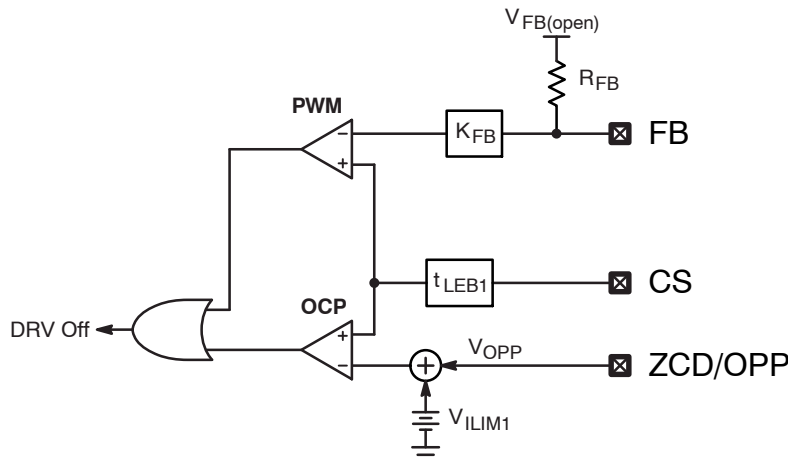 VFB(open)
RFB
PWM
KFB
FB
−
+
tLEB1
CS
OCP
DRV Off
+
−
+
VOPP
ZCD/OPP
VILIM1